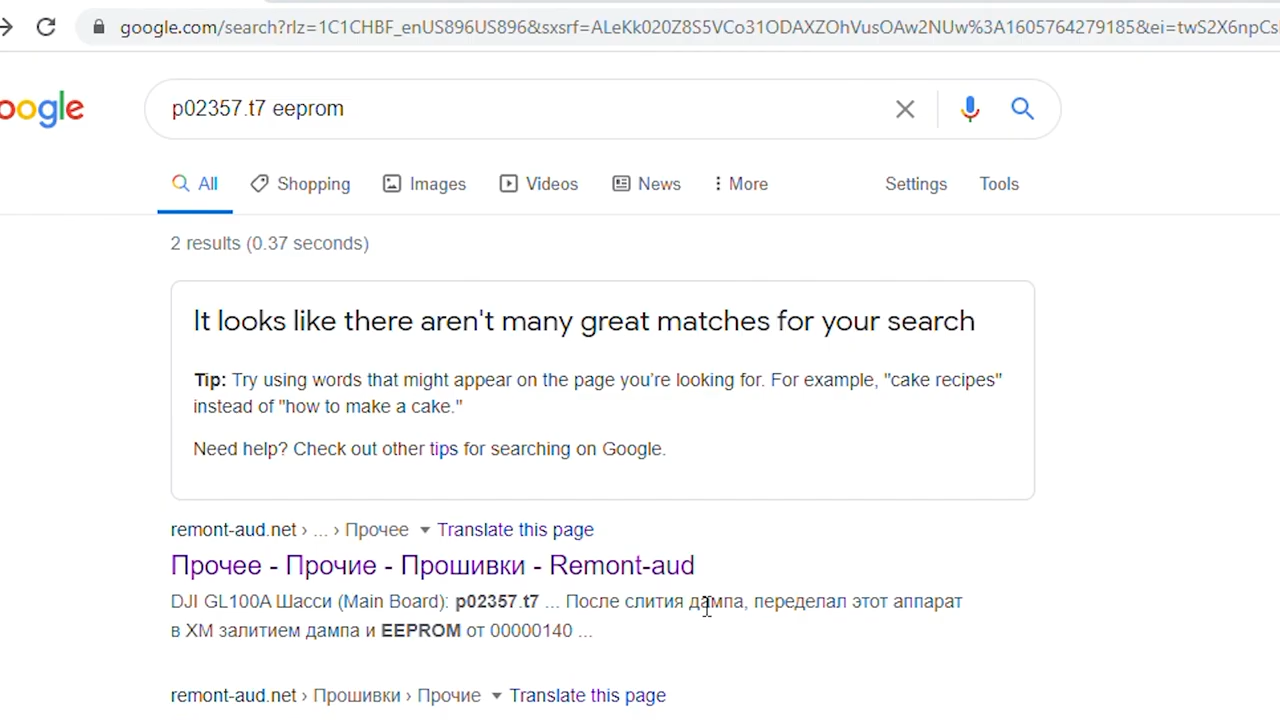 google.com/search?rlz=1C1CHBF_enUS896US896&sxsrf=ALeKk020Z8S5VCo31ODAXZOhVusOAw2NUw%3A1605764279185&ei=twS2X6npCs
oogle
p02357.t7 eeprom
All Shopping Images Videos News More Settings Tools
2 results (0.37 seconds)
It looks like there aren't many great matches for your search
Tip: Try using words that might appear on the page you're looking for. For example, "cake recipes"
instead of "how to make a cake."
Need help? Check out other tips for searching on Google.
remont-aud.net › ... › Прочее Translate this page
Прочее - Прочие - Прошивки - Remont-aud
DJI GL100A Шасси (Main Board): p02357.t7 ... После слития дампа, переделал этот аппарат
в ХМ залитием дампа и EEPROM от 00000140 ...
remont-aud.net › Прошивки › Прочие Translate this page